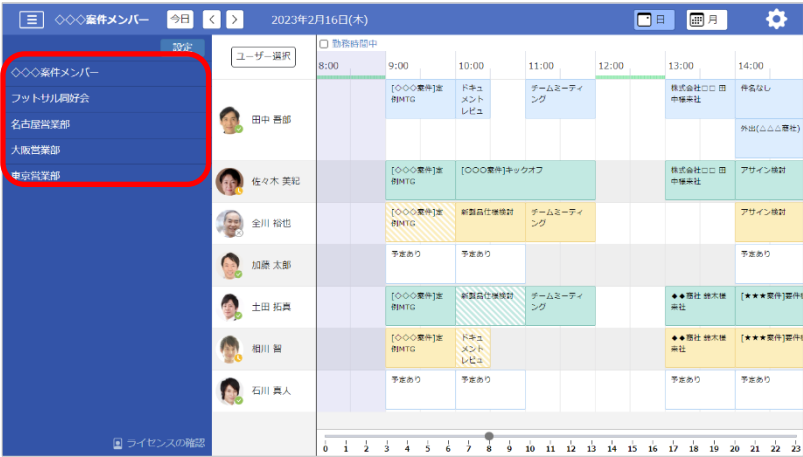 ◇◇◇案件メンバー 今日 2023年2月16日(木) 日 月
設定
◇◇◇案件メンバー
フットサル同好会
名古屋営業部
大阪営業部
東京営業部
ライセンスの確認
ユーザー選択
勤務時間中
8:00 9:00 10:00 11:00 12:00 13:00 14:00
田中 吾郎
[◇◇◇案件]定
例MTG
ドキュ
メント
レビュ
チームミーティ
ング
株式会社□□ 田
中様来社
件名なし
外出(△△△商社)
佐々木 美紀
[◇◇◇案件]定
例MTG
[○○○案件]キックオフ
株式会社□□ 田
中様来社
アサイン検討
全川 裕也
[◇◇◇案件]定
例MTG
新製品仕様検討
チームミーティ
ング
アサイン検討
加藤 太郎
予定あり
予定あり
予定あり
土田 拓真
[◇◇◇案件]定
例MTG
新製品仕様検討
チームミーティ
ング
◆◆商社 鈴木様
来社
[★★★案件]要件
相川 智
[◇◇◇案件]定
例MTG
ドキュ
メント
レビュ
◆◆商社 鈴木様
来社
[★★★案件]要件
石川 真人
予定あり
予定あり
予定あり
予定あり
0 1 2 3 4 5 6 7 8 9 10 11 12 13 14 15 16 17 18 19 20 21 22 23